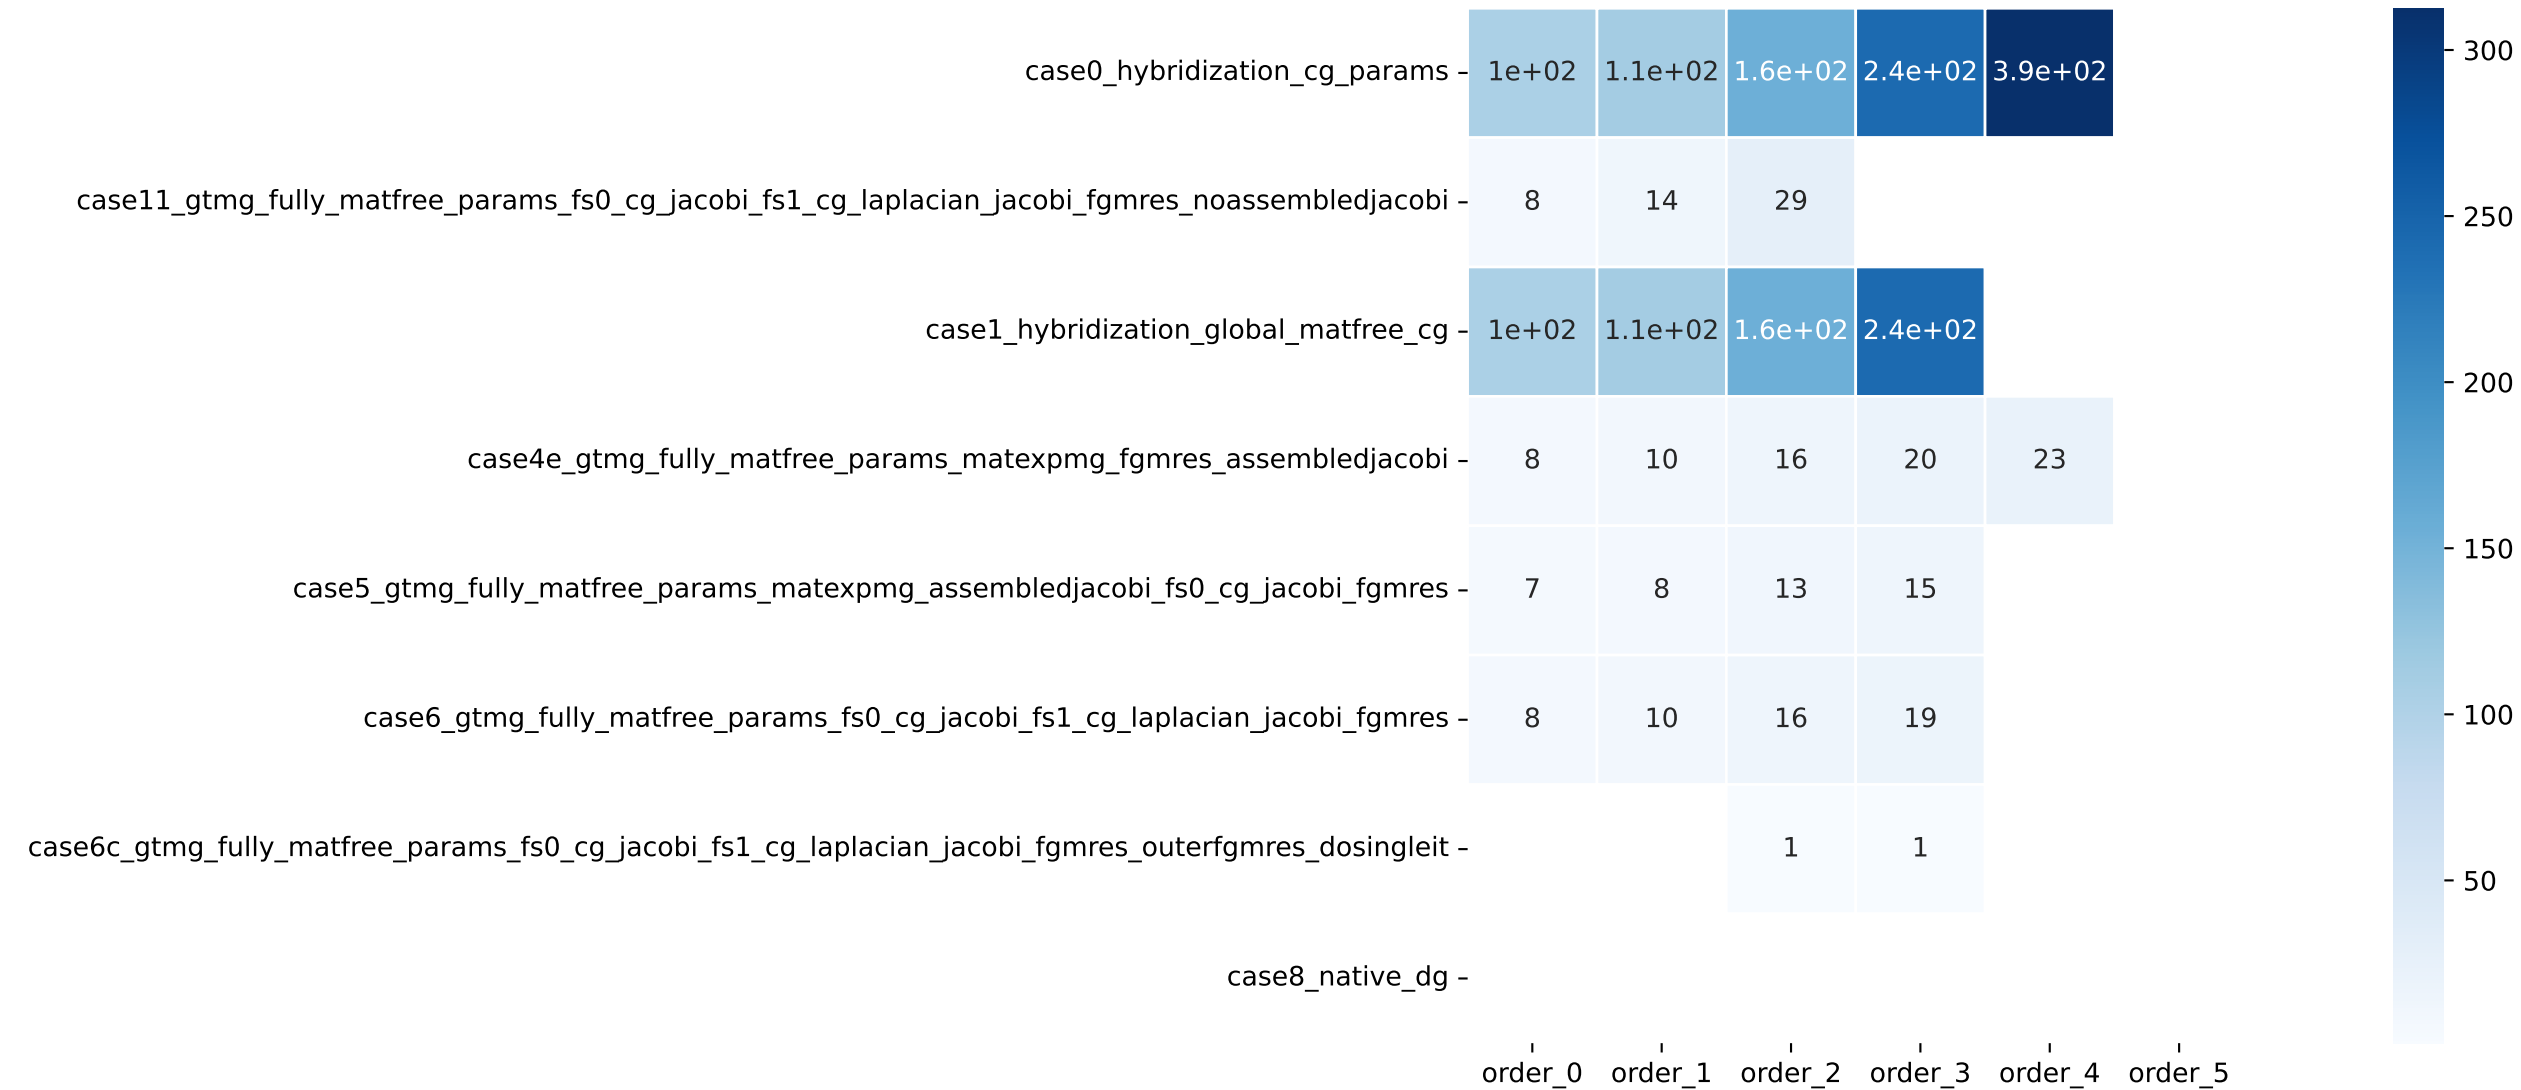 case0_hybridization_cg_params 1e+02 1.1e+02 1.6e+02 2.4e+02 3.9e+02
case11_gtmg_fully_matfree_params_fs0_cg_jacobi_fs1_cg_laplacian_jacobi_fgmres_noassembledjacobi 8 14 29
case1_hybridization_global_matfree_cg 1e+02 1.1e+02 1.6e+02 2.4e+02
case4e_gtmg_fully_matfree_params_matexpmg_fgmres_assembledjacobi 8 10 16 20 23
case5_gtmg_fully_matfree_params_matexpmg_assembledjacobi_fs0_cg_jacobi_fgmres 7 8 13 15
case6_gtmg_fully_matfree_params_fs0_cg_jacobi_fs1_cg_laplacian_jacobi_fgmres 8 10 16 19
case6c_gtmg_fully_matfree_params_fs0_cg_jacobi_fs1_cg_laplacian_jacobi_fgmres_outerfgmres_dosingleit 1 1
case8_native_dg
order_0 order_1 order_2 order_3 order_4 order_5
300
250
200
150
100
50